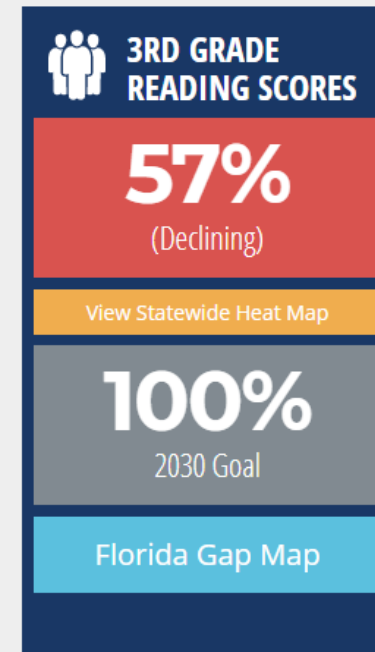 3RD GRADE
READING SCORES
57%
(Declining)
View Statewide Heat Map
100%
2030 Goal
Florida Gap Map